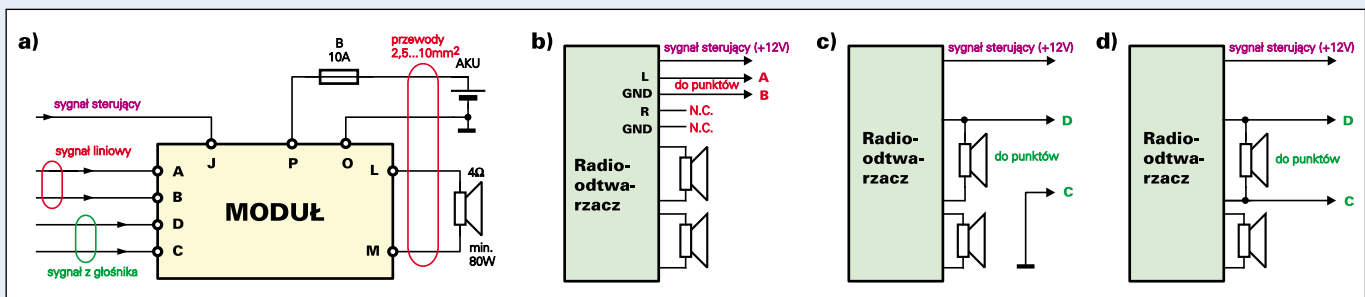 a)
B
10A
przewody
2,5...10mm²
AKU
sygnał sterujący
sygnał liniowy
J
P
O
A
B
D
C
L
M
MODUŁ
4Ω
min.
80W
sygnał z głośnika
b)
sygnał sterujący (+12V)
L
A
do punktów
GND
B
R
N.C.
GND
N.C.
Radio-
odtwa-
rzacz
c)
sygnał sterujący (+12V)
D
Radio-
odtwa-
rzacz
do punktów
C
d)
sygnał sterujący (+12V)
D
Radio-
odtwa-
rzacz
do punktów
C